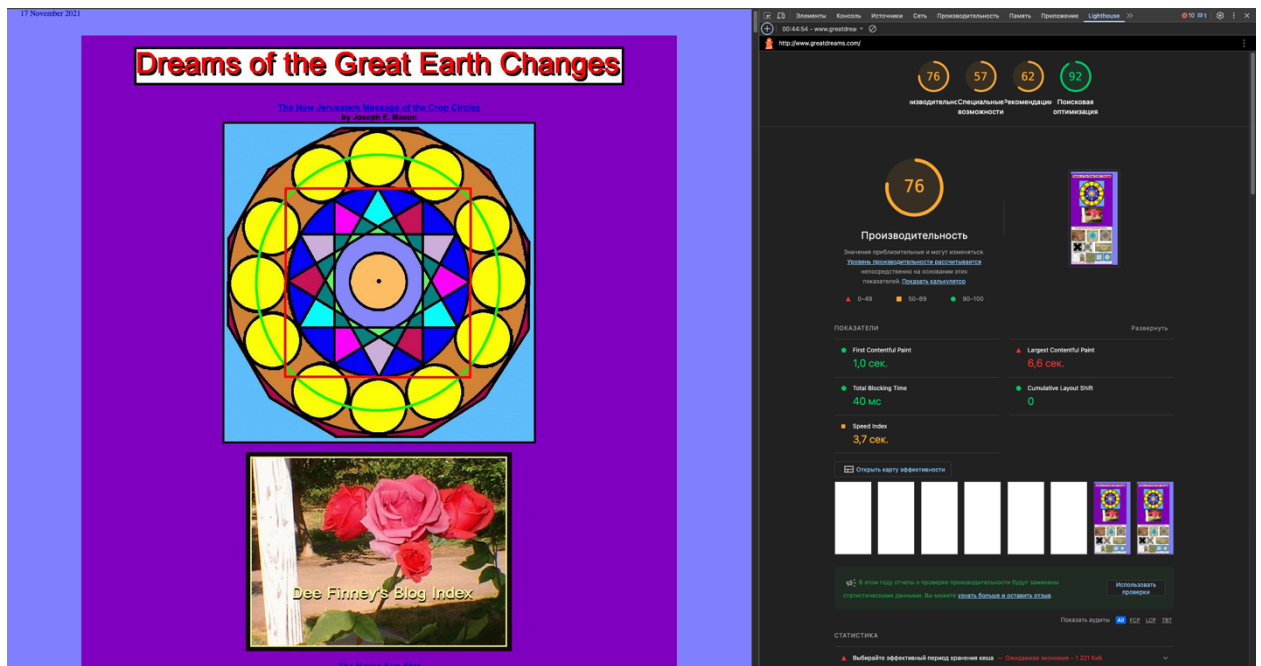 17 November 2021
Dreams of the Great Earth Changes
The New Jerusalem Message of the Crop Circles
by Joseph E. Mason
Dee Finney's Blog Index
Элементы Консоль Источники Сеть Производительность Память Приложение Lighthouse
10 1
00:44:54 - www.greatdrea
http://www.greatdreams.com/
76 57 62 92
Специальные возможности
Поисковая оптимизация
76
Производительность
Значения приблизительные и могут изменяться.
Уровень производительности рассчитывается
непосредственно на основании этих
показателей. Показать калькулятор
0–49 50–89 90–100
ПОКАЗАТЕЛИ Развернуть
First Contentful Paint
1,0 сек.
Largest Contentful Paint
6,6 сек.
Total Blocking Time
40 мс
Cumulative Layout Shift
0
Speed Index
3,7 сек.
Открыть карту эффективности
В этом году отчеты о проверке производительности будут заменены
статистическими данными. Вы можете узнать больше и оставить отзыв.
Использовать
проверки
Показать аудиты All FCP LCP TBT
СТАТИСТИКА
Выбирайте эффективный период хранения кеша — Ожидаемая экономия – 1 221 КиБ